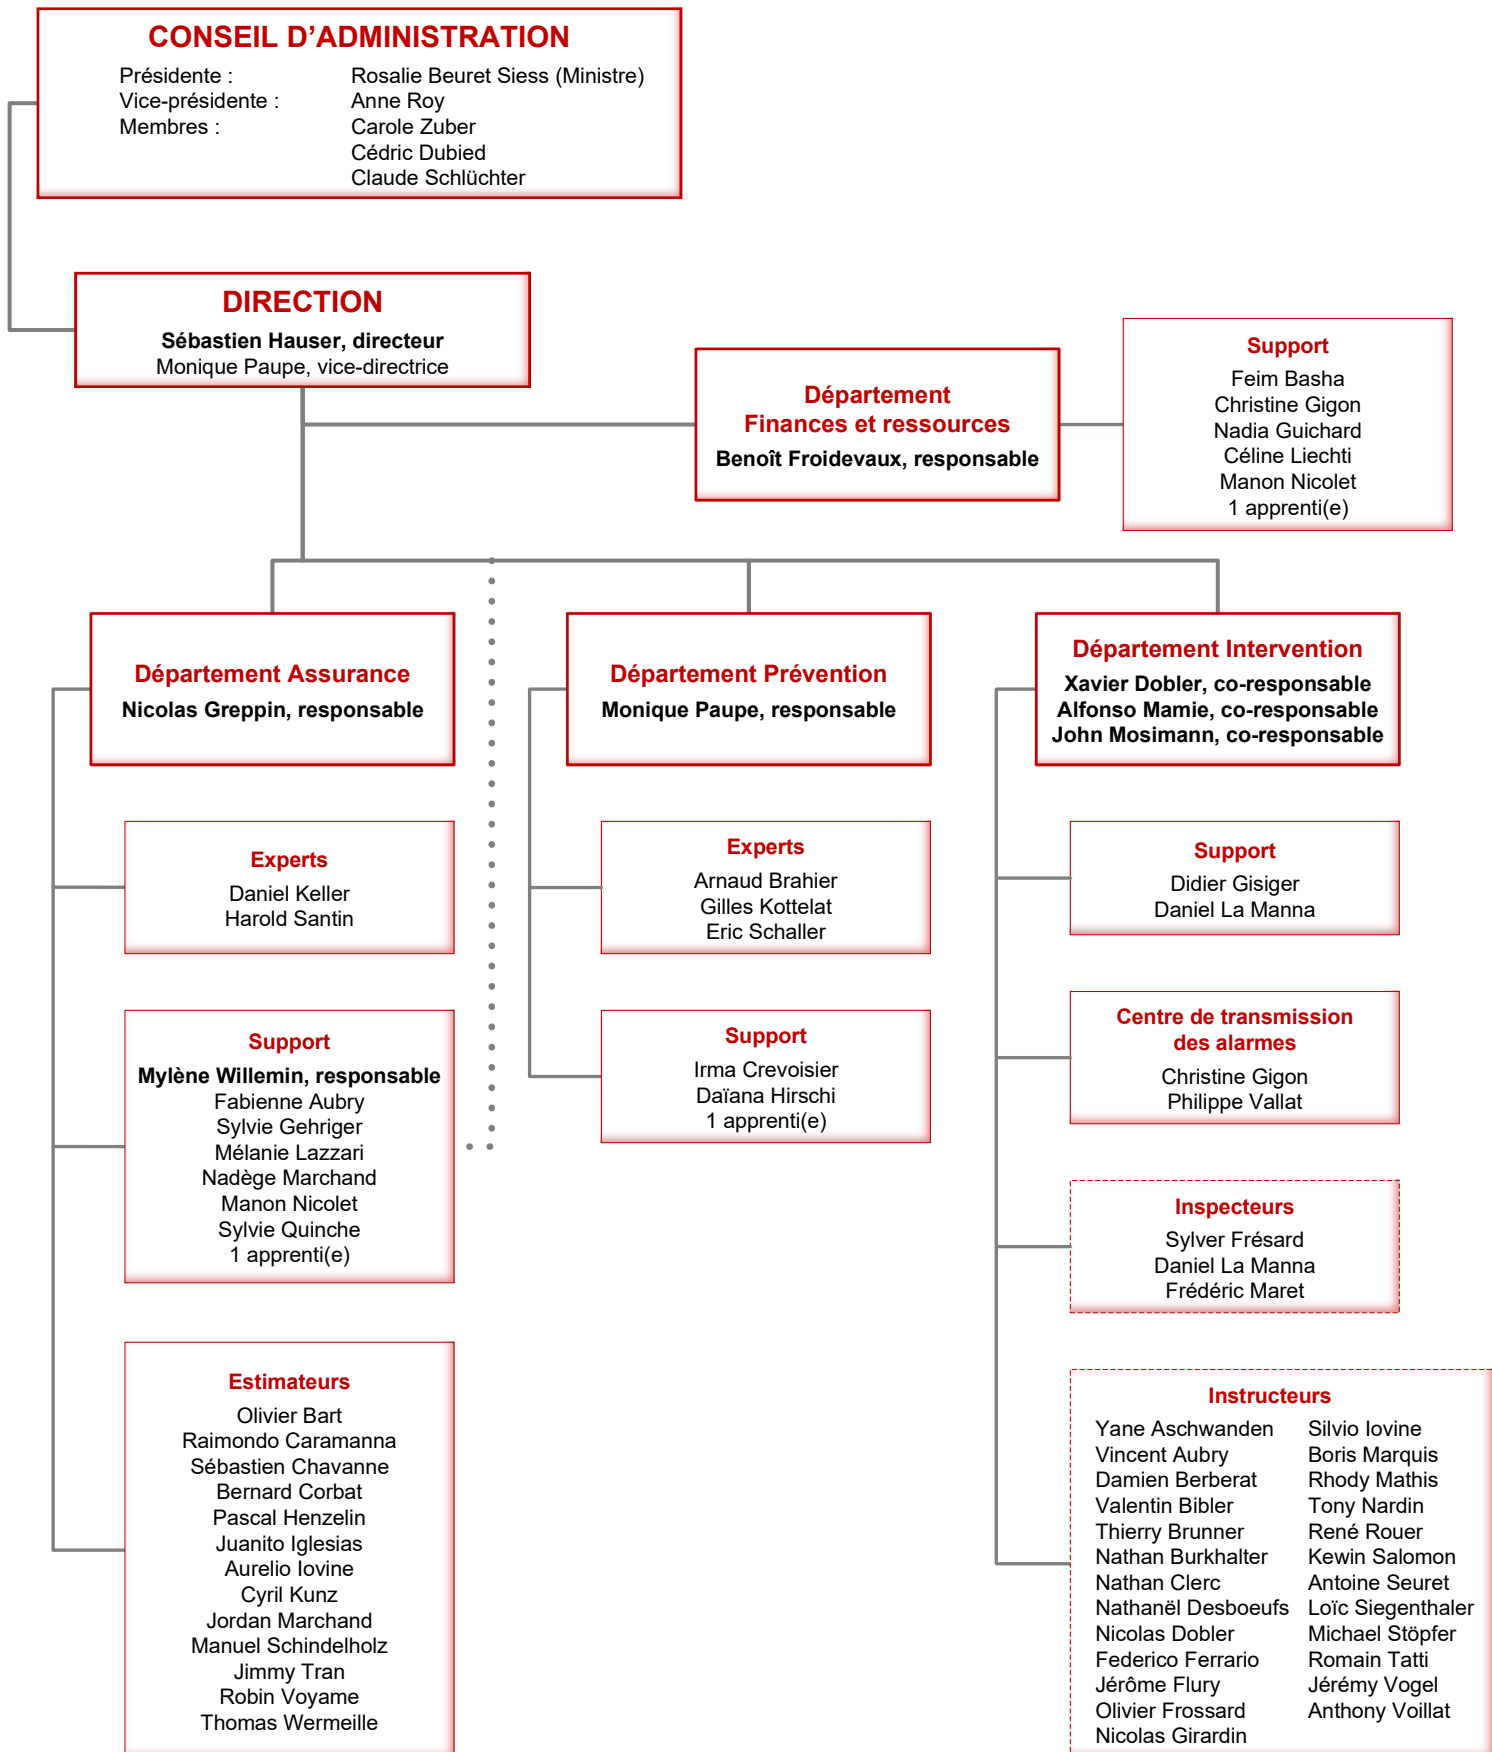 CONSEIL D’ADMINISTRATION
Présidente : Rosalie Beuret Siess (Ministre)
Vice-présidente : Anne Roy
Membres : Carole Zuber
Cédric Dubied
Claude Schlüchter
DIRECTION
Sébastien Hauser, directeur
Monique Paupe, vice-directrice
Département
Finances et ressources
Benoît Froidevaux, responsable
Support
Feim Basha
Christine Gigon
Nadia Guichard
Céline Liechti
Manon Nicolet
1 apprenti(e)
Département Assurance
Nicolas Greppin, responsable
Experts
Daniel Keller
Harold Santin
Support
Mylène Willemin, responsable
Fabienne Aubry
Sylvie Gehriger
Mélanie Lazzari
Nadège Marchand
Manon Nicolet
Sylvie Quinche
1 apprenti(e)
Estimateurs
Olivier Bart
Raimondo Caramanna
Sébastien Chavanne
Bernard Corbat
Pascal Henzelin
Juanito Iglesias
Aurelio Iovine
Cyril Kunz
Jordan Marchand
Manuel Schindelholz
Jimmy Tran
Robin Voyame
Thomas Wermeille
Département Prévention
Monique Paupe, responsable
Experts
Arnaud Brahier
Gilles Kottelat
Eric Schaller
Support
Irma Crevoisier
Daïana Hirschi
1 apprenti(e)
Département Intervention
Xavier Dobler, co-responsable
Alfonso Mamie, co-responsable
John Mosimann, co-responsable
Support
Didier Gisiger
Daniel La Manna
Centre de transmission
des alarmes
Christine Gigon
Philippe Vallat
Inspecteurs
Sylver Frésard
Daniel La Manna
Frédéric Maret
Instructeurs
Yane Aschwanden
Vincent Aubry
Damien Berberat
Valentin Bibler
Thierry Brunner
Nathan Burkhalter
Nathan Clerc
Nathanël Desboeufs
Nicolas Dobler
Federico Ferrario
Jérôme Flury
Olivier Frossard
Nicolas Girardin
Silvio Iovine
Boris Marquis
Rhody Mathis
Tony Nardin
René Rouer
Kewin Salomon
Antoine Seuret
Loïc Siegenthaler
Michael Stöpfer
Romain Tatti
Jérémy Vogel
Anthony Voillat